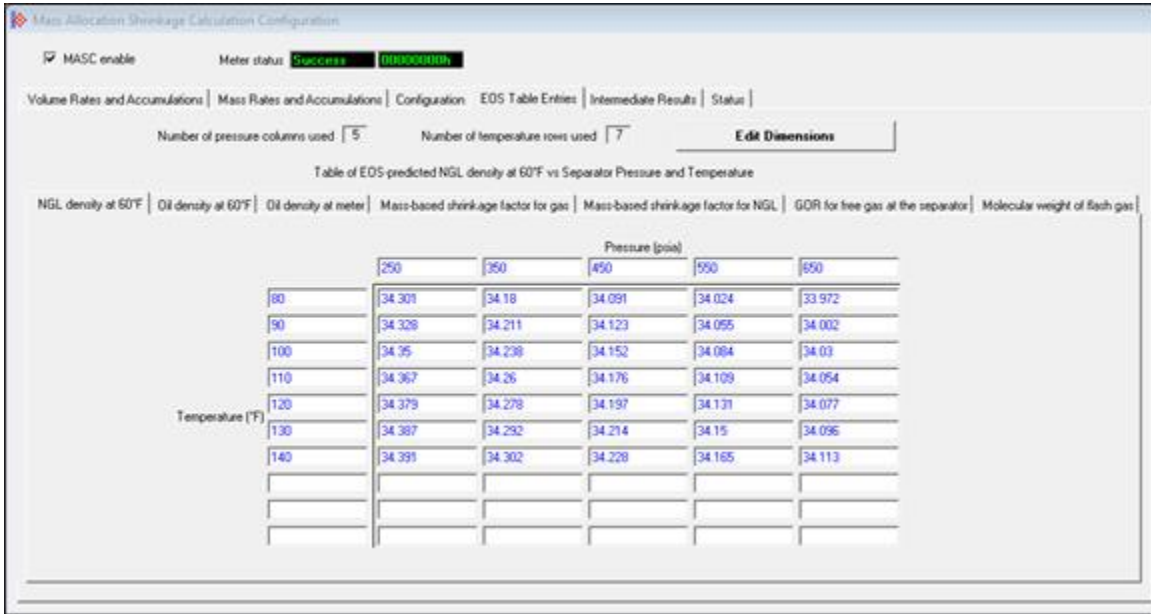 Mass Allocation Shrinkage Calculation Configuration
MASC enable Meter status Success 00000000h
Volume Rates and Accumulations Mass Rates and Accumulations Configuration EOS Table Entries Intermediate Results Status
Number of pressure columns used 5 Number of temperature rows used 7 Edit Dimensions
Table of EOS-predicted NGL density at 60°F vs Separator Pressure and Temperature
NGL density at 60°F Oil density at 60°F Oil density at meter Mass-based shrinkage factor for gas Mass-based shrinkage factor for NGL GOR for free gas at the separator Molecular weight of flash gas
Pressure (psia)
250 350 450 550 650
80 34.301 34.18 34.091 34.024 33.972
90 34.328 34.211 34.123 34.055 34.002
100 34.35 34.238 34.152 34.084 34.03
110 34.367 34.26 34.176 34.109 34.054
120 34.379 34.278 34.197 34.131 34.077
Temperature (°F)
130 34.387 34.292 34.214 34.15 34.096
140 34.391 34.302 34.228 34.165 34.113